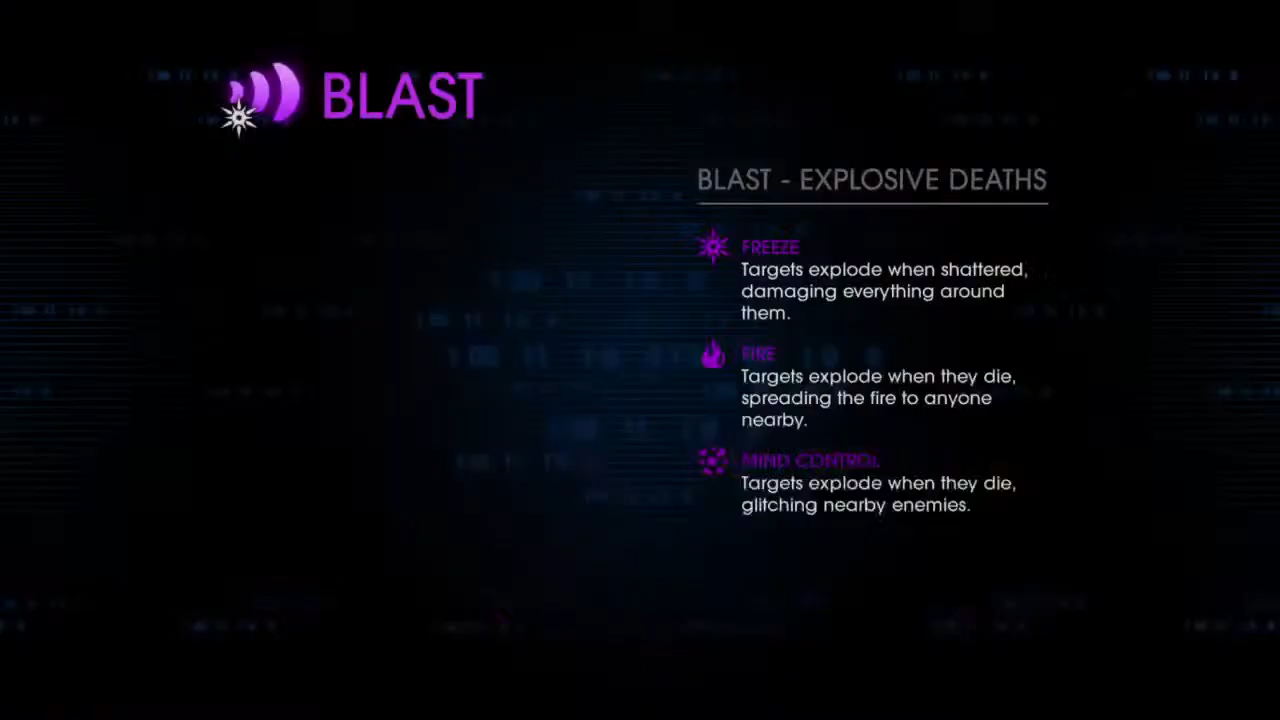 BLAST
BLAST - EXPLOSIVE DEATHS
FREEZE
Targets explode when shattered,
damaging everything around
them.
FIRE
Targets explode when they die,
spreading the fire to anyone
nearby.
MIND CONTROL
Targets explode when they die,
glitching nearby enemies.